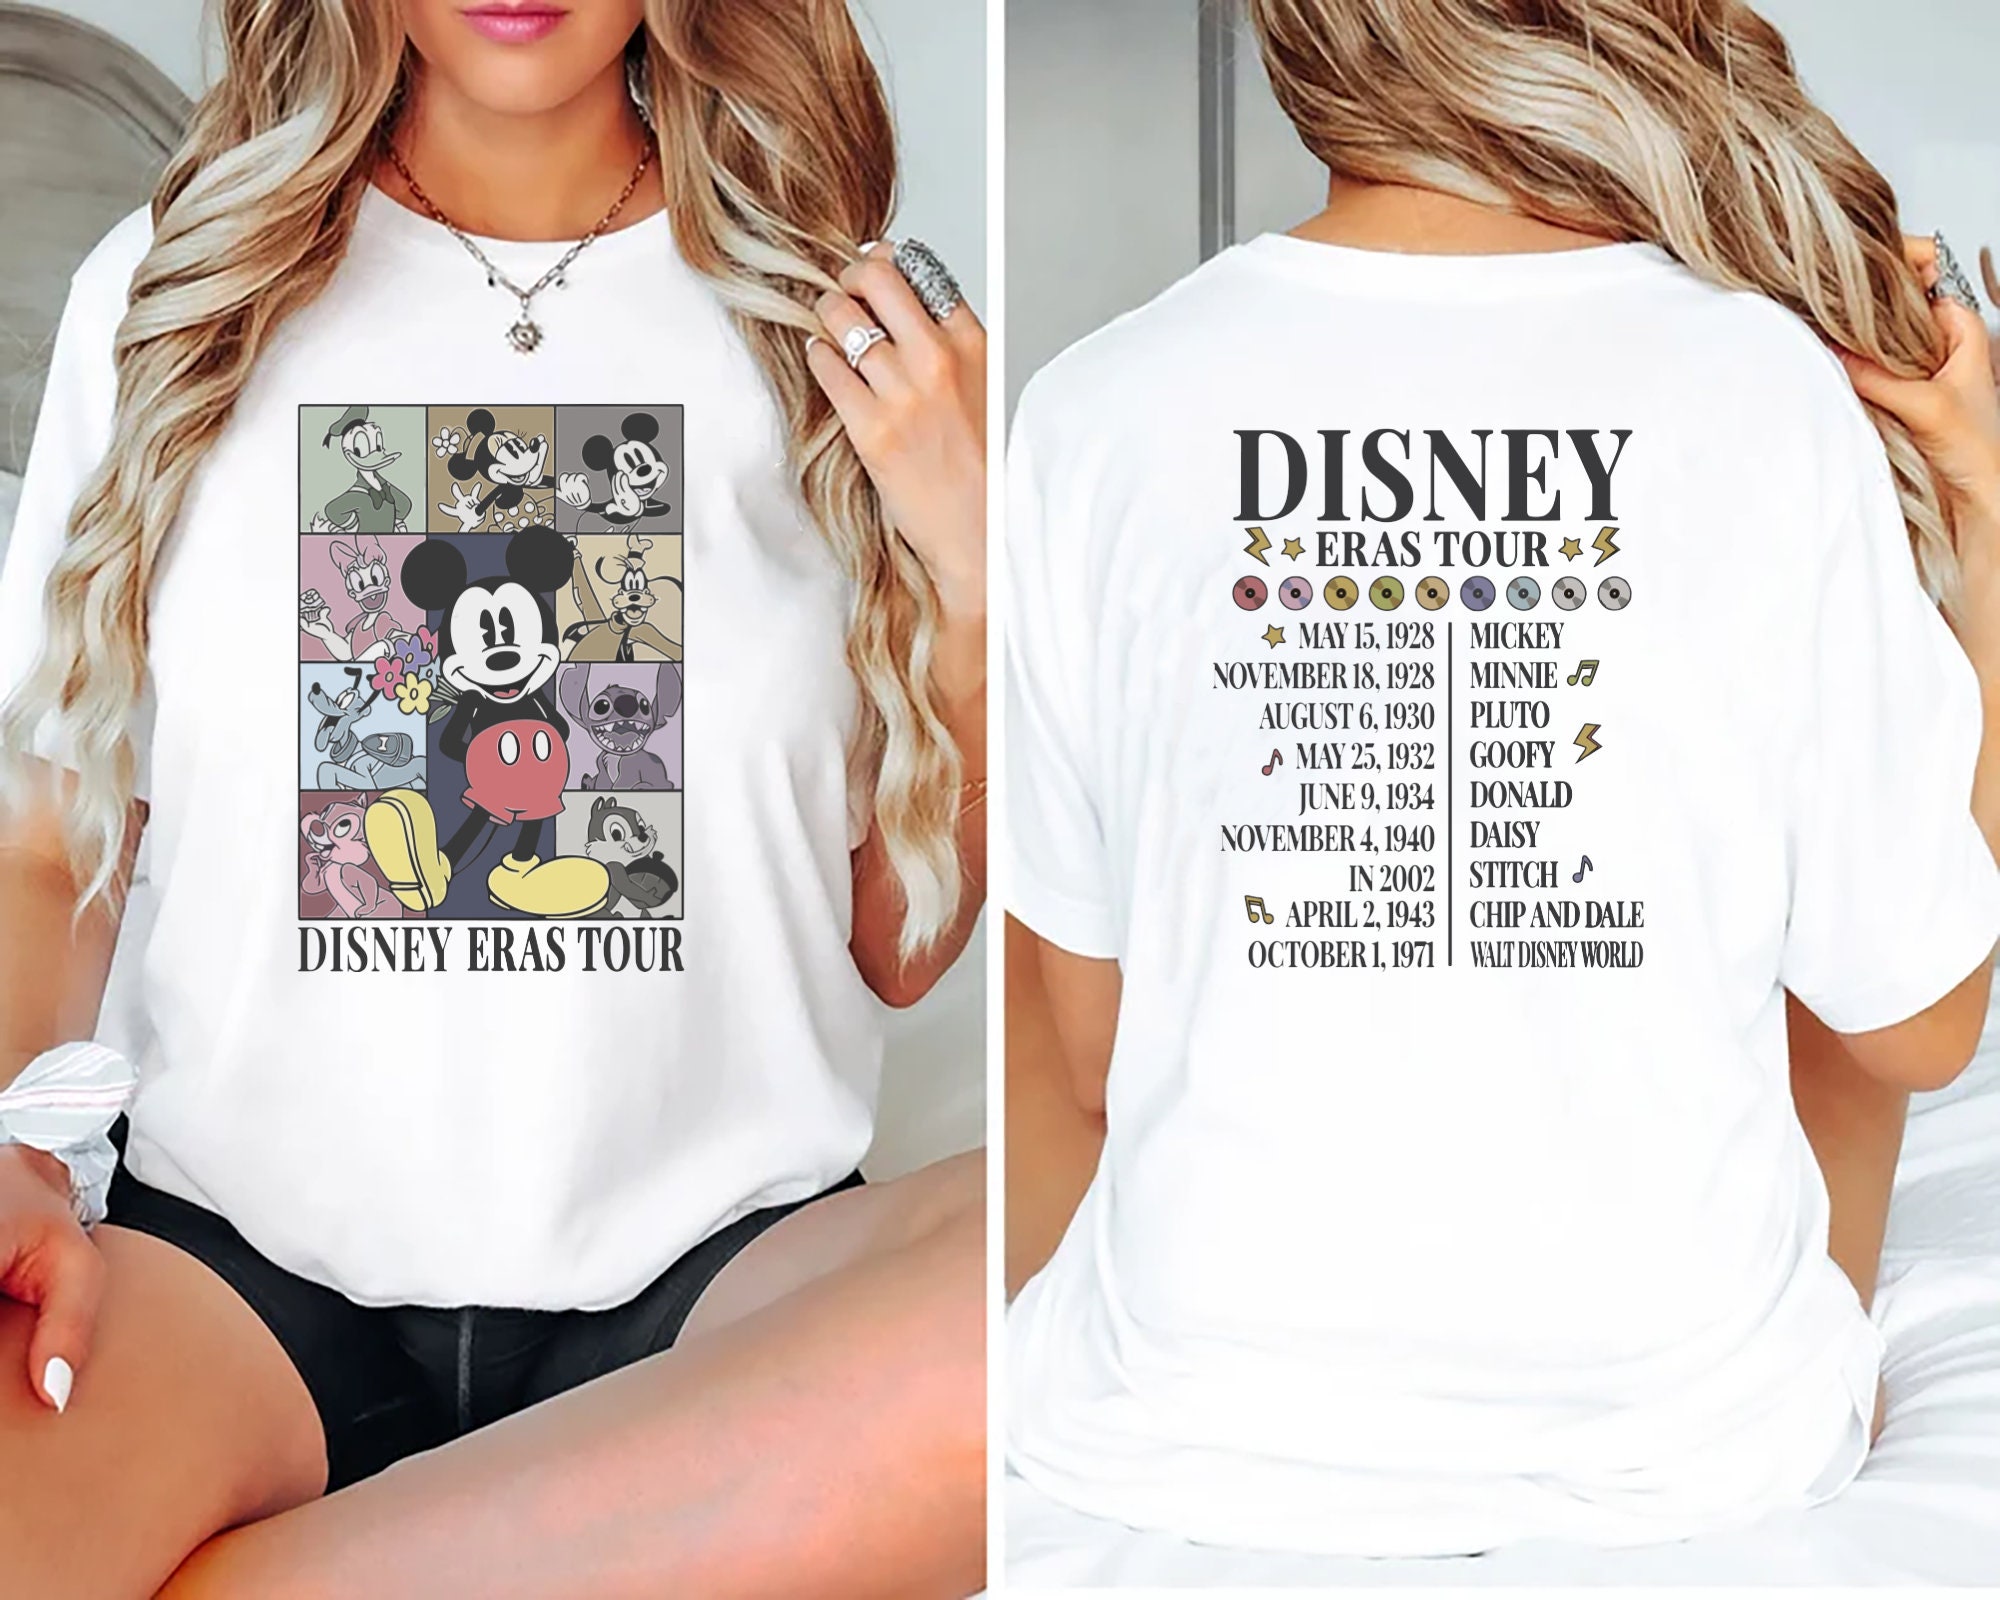 DISNEY ERAS TOUR
DISNEY
ERAS TOUR
MAY 15, 1928 MICKEY
NOVEMBER 18, 1928 MINNIE
AUGUST 6, 1930 PLUTO
MAY 25, 1932 GOOFY
JUNE 9, 1934 DONALD
NOVEMBER 4, 1940 DAISY
IN 2002 STITCH
APRIL 2, 1943 CHIP AND DALE
OCTOBER 1, 1971 WALT DISNEY WORLD